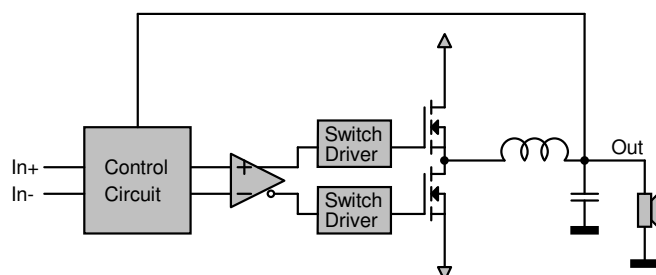 In+
In-
Control
Circuit
+
−
Switch
Driver
Switch
Driver
Out